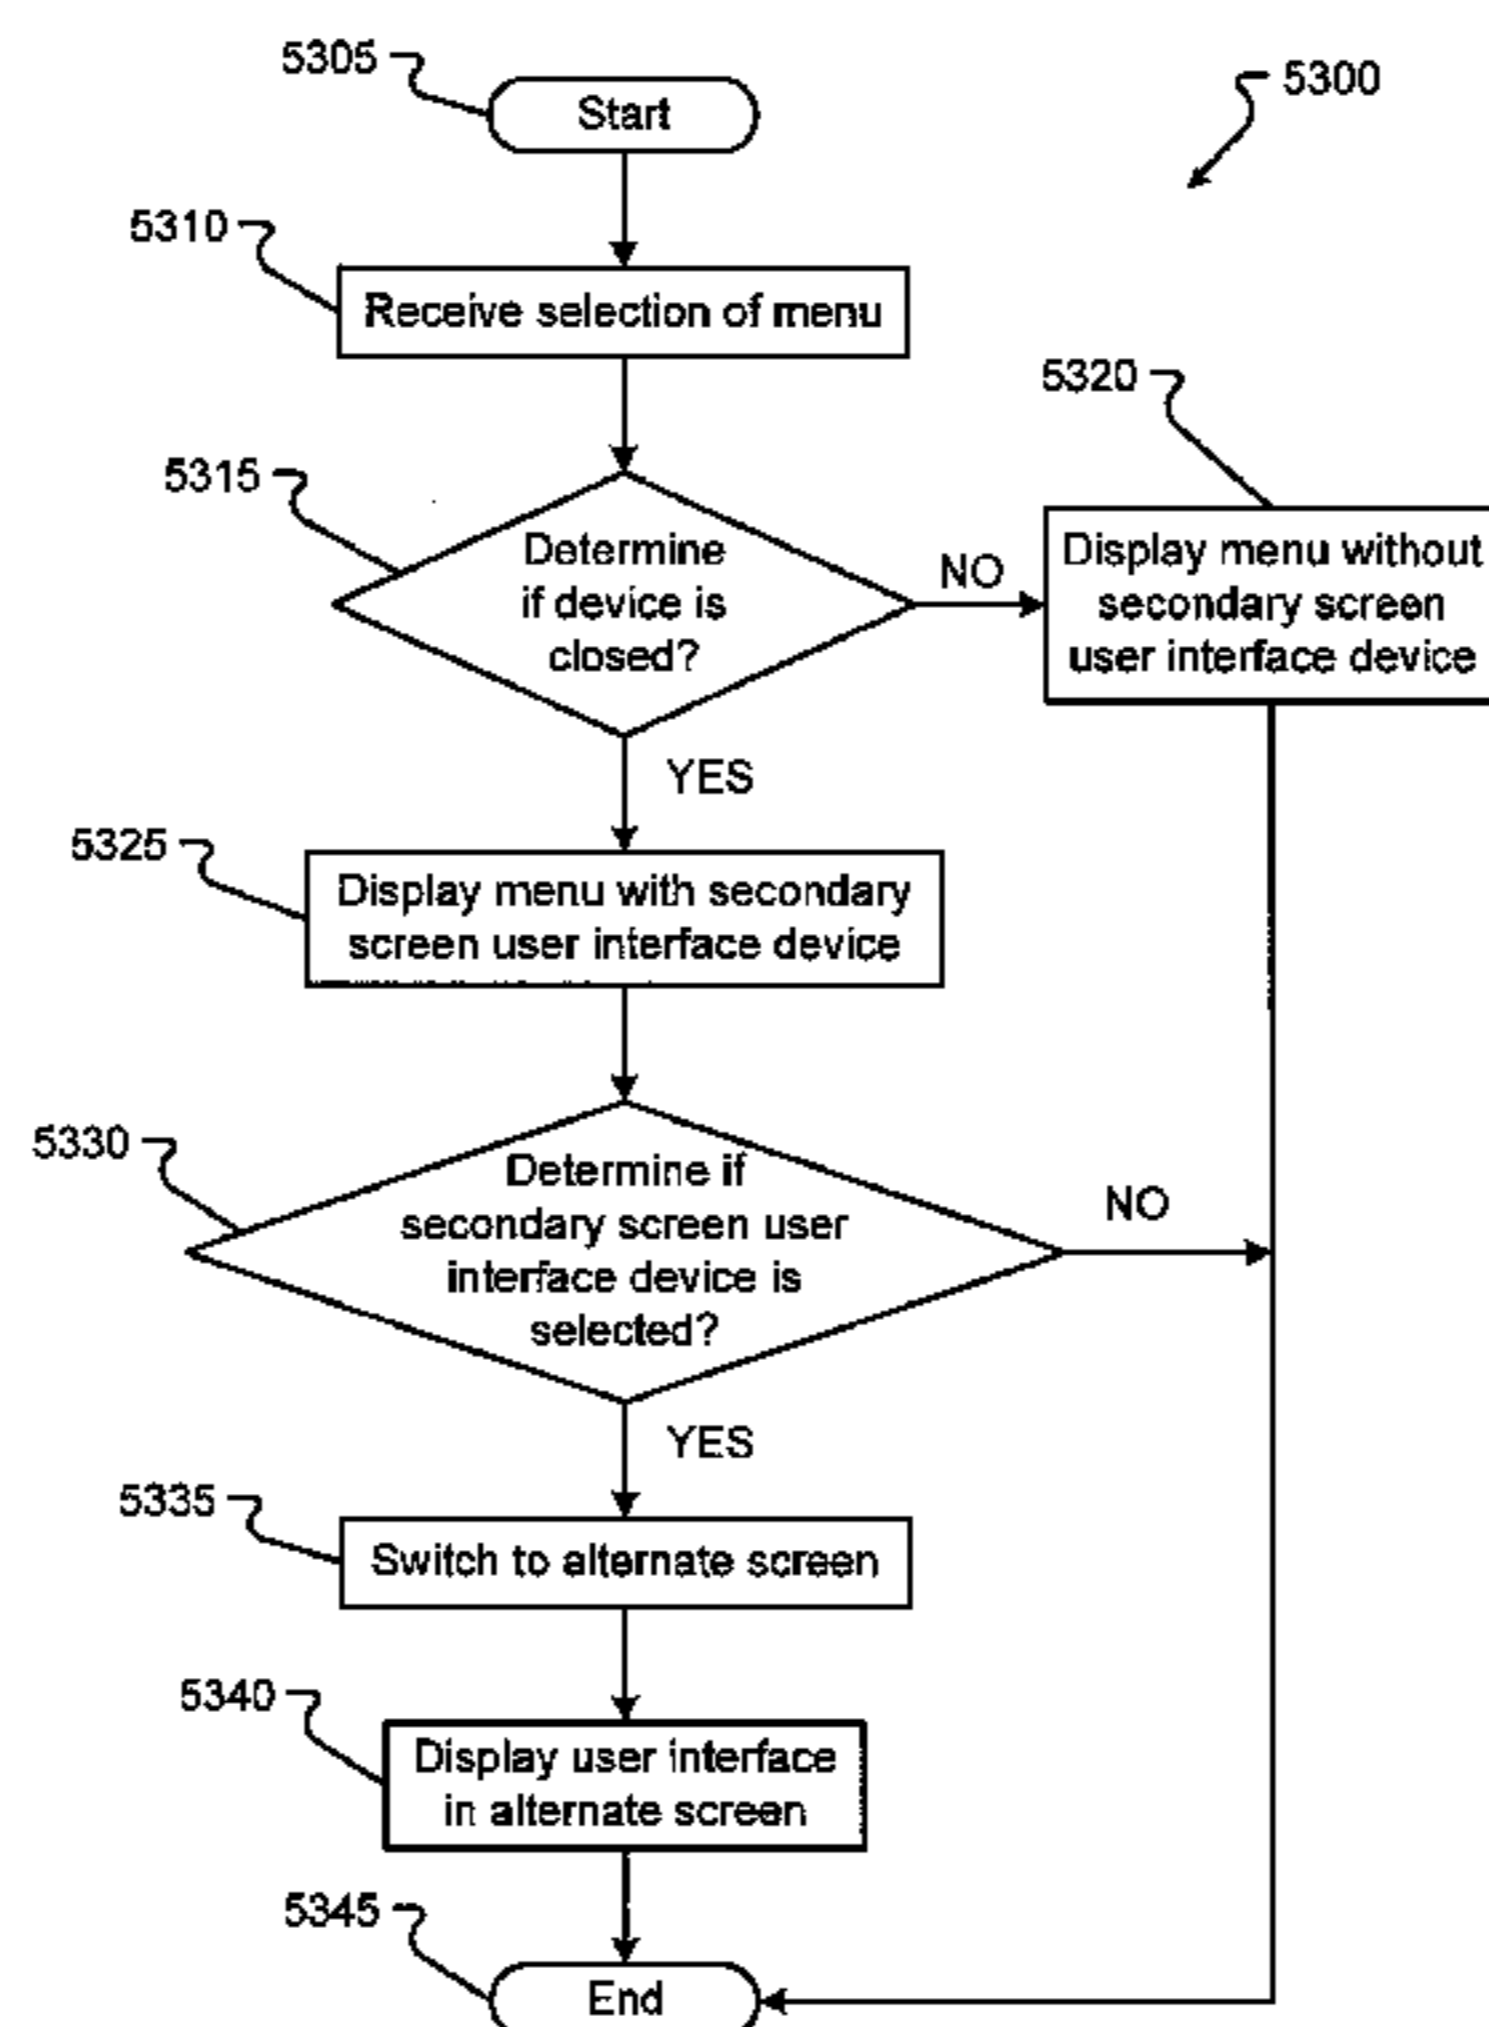 5305
Start
5300
5310
Receive selection of menu
5320
5315
Determine
if device is
closed?
NO
Display menu without
secondary screen
user interface device
YES
5325
Display menu with secondary
screen user interface device
5330
Determine if
secondary screen user
interface device is
selected?
NO
YES
5335
Switch to alternate screen
5340
Display user interface
in alternate screen
5345
End